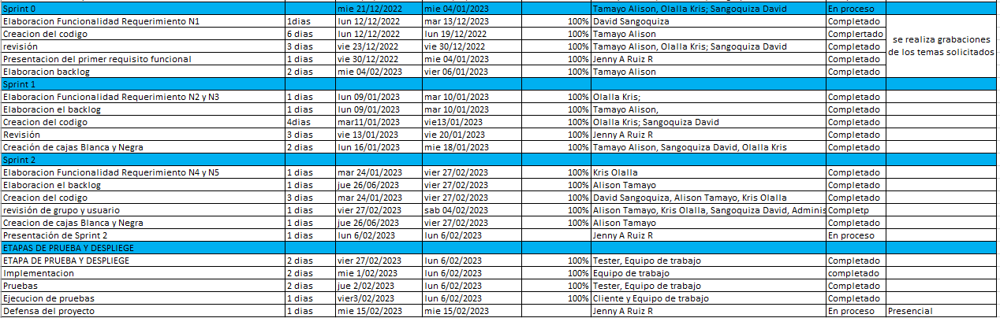 Sprint 0 mie 21/12/2022 mie 04/01/2023 Tamayo Alison, Olalla Kris; Sangoquiza David En proceso
Elaboracion Funcionalidad Requerimiento N1 1dias lun 12/12/2022 mar 13/12/2023 100% David Sangoquiza Completado
Creacion del codigo 6 dias lun 12/12/2022 lun 19/12/2022 100% Tamayo Alison Complertado
se realiza grabaciones
revisión 3 dias vie 23/12/2022 vie 30/12/2022 100% Tamayo Alison, Olalla Kris; Sangoquiza David Completado
de los temas solicitados
Presentacion del primer requisito funcional 1 dias vie 30/12/2022 mie 04/01/2023 100% Jenny A Ruiz R Completado
Elaboracion backlog 2 dias mie 04/02/2023 vier 06/01/2023 100% Tamayo Alison Completado
Sprint 1
Elaboracion Funcionalidad Requerimiento N2 y N3 1 dias lun 09/01/2023 mar 10/01/2023 100% Olalla Kris; Completado
Elaboracion el backlog 1 dias lun 09/01/2023 mar 10/01/2023 100% Tamayo Alison, Completado
Creacion del codigo 4dias mar11/01/2023 vie13/01/2023 100% Olalla Kris; Sangoquiza David Completado
Revisión 3 dias vie 13/01/2023 vie 20/01/2023 100% Jenny A Ruiz R Completado
Creación de cajas Blanca y Negra 2 dias lun 16/01/2023 mie 18/01/2023 100% Tamayo Alison, Sangoquiza David, Olalla Kris Completado
Sprint 2
Elaboracion Funcionalidad Requerimiento N4 y N5 1 dias mar 24/01/2023 vier 27/02/2023 100% Kris Olalla Completado
Elaboracion el backlog 1 dias jue 26/06/2023 vier 27/02/2023 100% Alison Tamayo Completado
Creacion del codigo 3 dias mar 24/01/2023 vier 27/02/2023 100% David Sangoquiza, Alison Tamayo, Kris Olalla Completado
revisión de grupo y usuario 1 dias vier 27/02/2023 sab 04/02/2023 100% Alison Tamayo, Kris Olalla, Sangoquiza David, Adminis Completp
Creacion de cajas Blanca y Negra 1 dias jue 26/06/2023 vier 27/02/2023 100% Alison Tamayo Completado
Presentación de Sprint 2 1 dias lun 6/02/2023 lun 6/02/2023 Jenny A Ruiz R En proceso
ETAPAS DE PRUEBA Y DESPLIEGE
ETAPA DE PRUEBA Y DESPLIEGE 2 dias vier 27/02/2023 lun 6/02/2023 100% Tester, Equipo de trabajo Completado
Implementacion 2 dias mie 1/02/2023 lun 6/02/2023 100% Equipo de trabajo completado
Pruebas 2 dias jue 2/02/2023 lun 6/02/2023 100% Tester, Equipo de trabajo Completado
Ejecucion de pruebas 1 dias vier3/02/2023 lun 6/02/2023 100% Cliente y Equipo de trabajo Completado
Defensa del proyecto 1 dias mie 15/02/2023 mie 15/02/2023 Jenny A Ruiz R En proceso Presencial